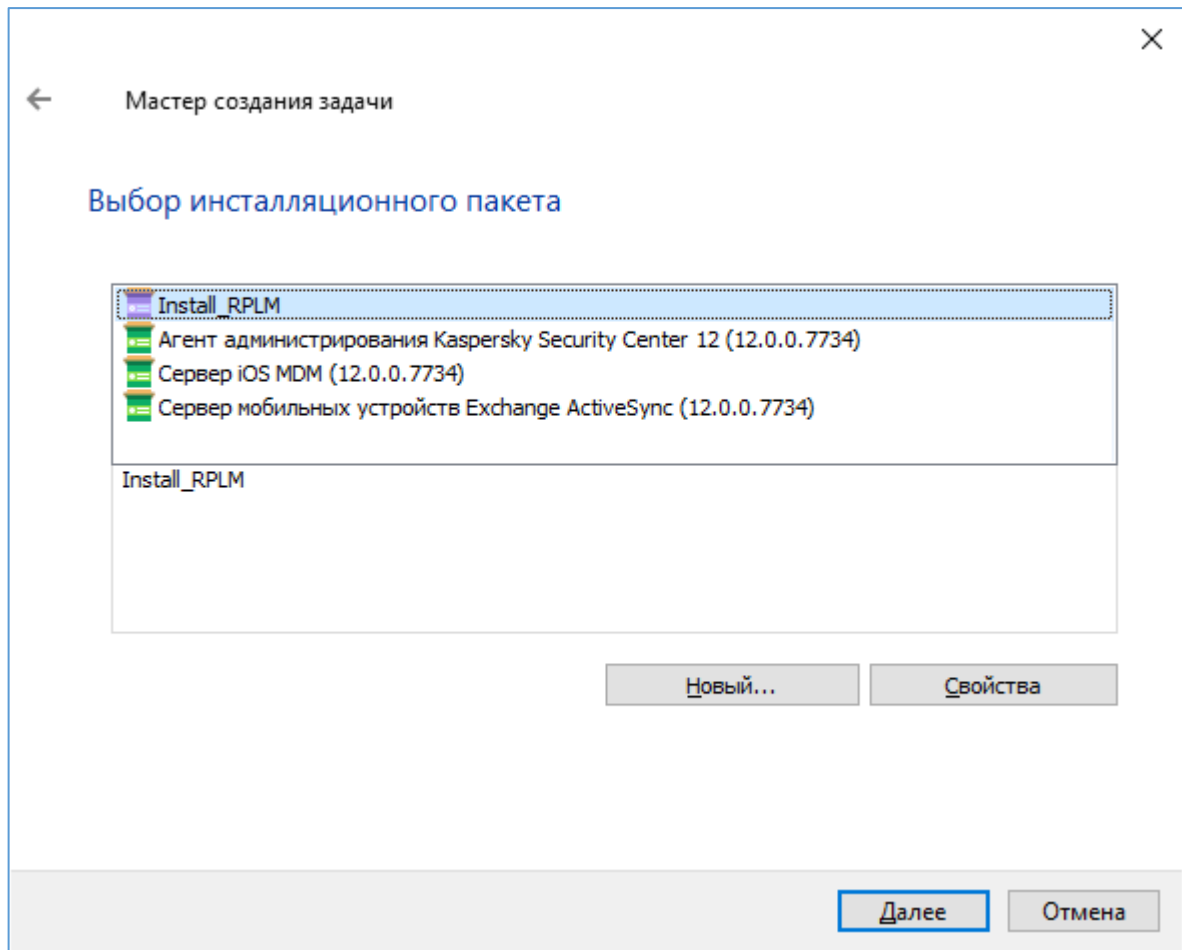 Мастер создания задачи
Выбор инсталляционного пакета
Install_RPLM
Агент администрирования Kaspersky Security Center 12 (12.0.0.7734)
Сервер iOS MDM (12.0.0.7734)
Сервер мобильных устройств Exchange ActiveSync (12.0.0.7734)
Install_RPLM
Новый... Свойства
Далее Отмена